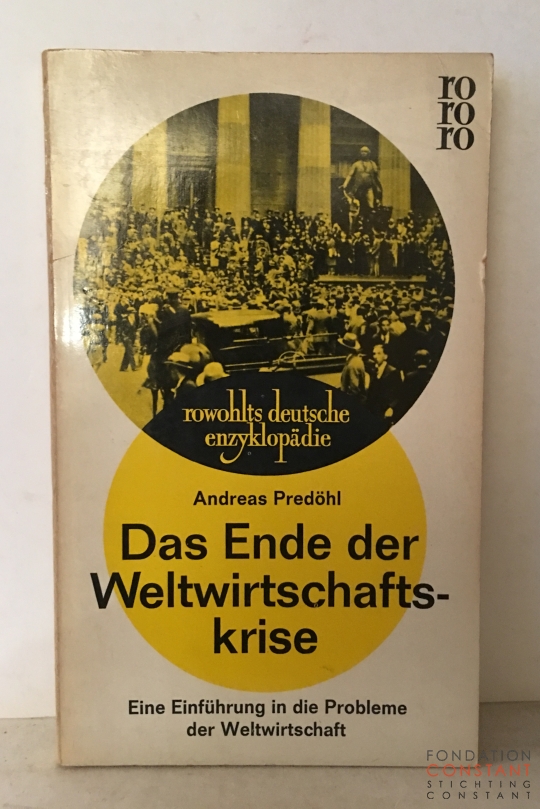 ro
ro
ro
rowohlts deutsche
enzyklopädie
Andreas Predöhl
Das Ende der
Weltwirtschafts-
krise
Eine Einführung in die Probleme
der Weltwirtschaft
FONDATION
CONSTANT
STICHTING
CONSTANT